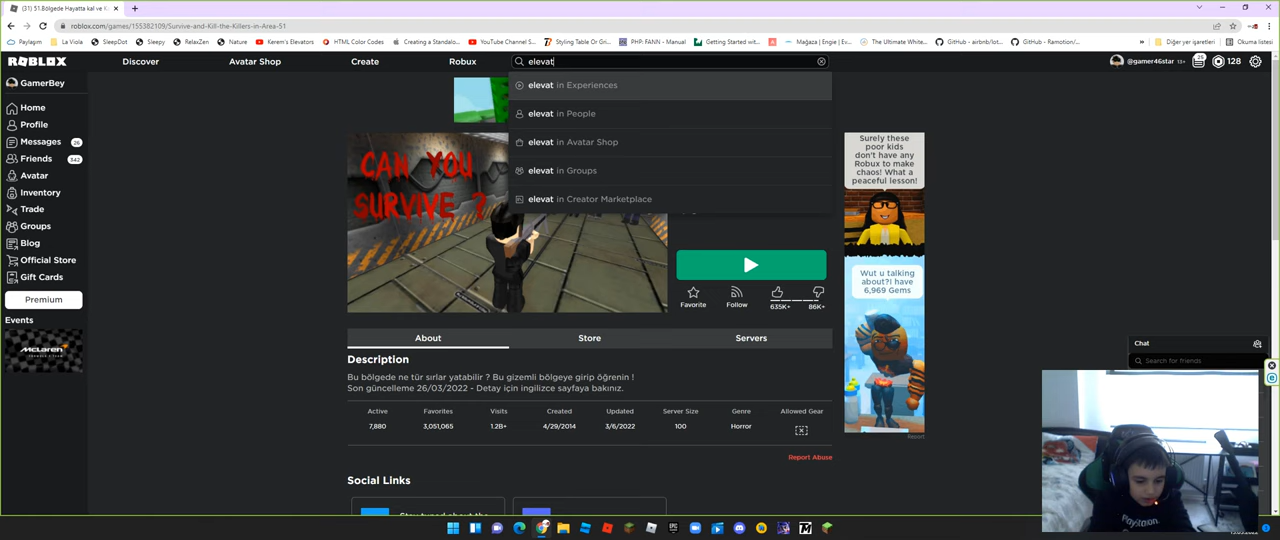 (31) 51.Bölgede Hayatta kal ve K
roblox.com/games/155382109/Survive-and-Kill-the-Killers-in-Area-51
Paylaşım La Viola SleepDot Sleepy RelaxZen Nature Kerem's Elevators HTML Color Codes Creating a Standalo... YouTube Channel S... Styling Table Or Gri... PHP: FANN - Manual Getting Started wit... Mağaza | Engie | Ev... The Ultimate White... GitHub - airbnb/lot... GitHub - Ramotion/... Diğer yer işaretleri Okuma listesi
ROBLOX Discover Avatar Shop Create Robux elevat @gamer46star 13+ 128
GamerBey
elevat in Experiences
elevat in People
elevat in Avatar Shop
elevat in Groups
elevat in Creator Marketplace
Home
Profile
Messages 26
Friends 342
Avatar
Inventory
Trade
Groups
Blog
Official Store
Gift Cards
Premium
Events
McLaren
CAN YOU SURVIVE ?
Favorite Follow 635K+ 86K+
Surely these
poor kids
don't have any
Robux to make
chaos! What a
peaceful lesson!
Wut u talking
about?I have
6,969 Gems
Report
About Store Servers
Description
Bu bölgede ne tür sırlar yatabilir ? Bu gizemli bölgeye girip öğrenin !
Son güncelleme 26/03/2022 - Detay için ingilizce sayfaya bakınız.
Active Favorites Visits Created Updated Server Size Genre Allowed Gear
7,880 3,051,065 1.2B+ 4/29/2014 3/6/2022 100 Horror
Report Abuse
Social Links
Chat
Search for friends
PlayStation